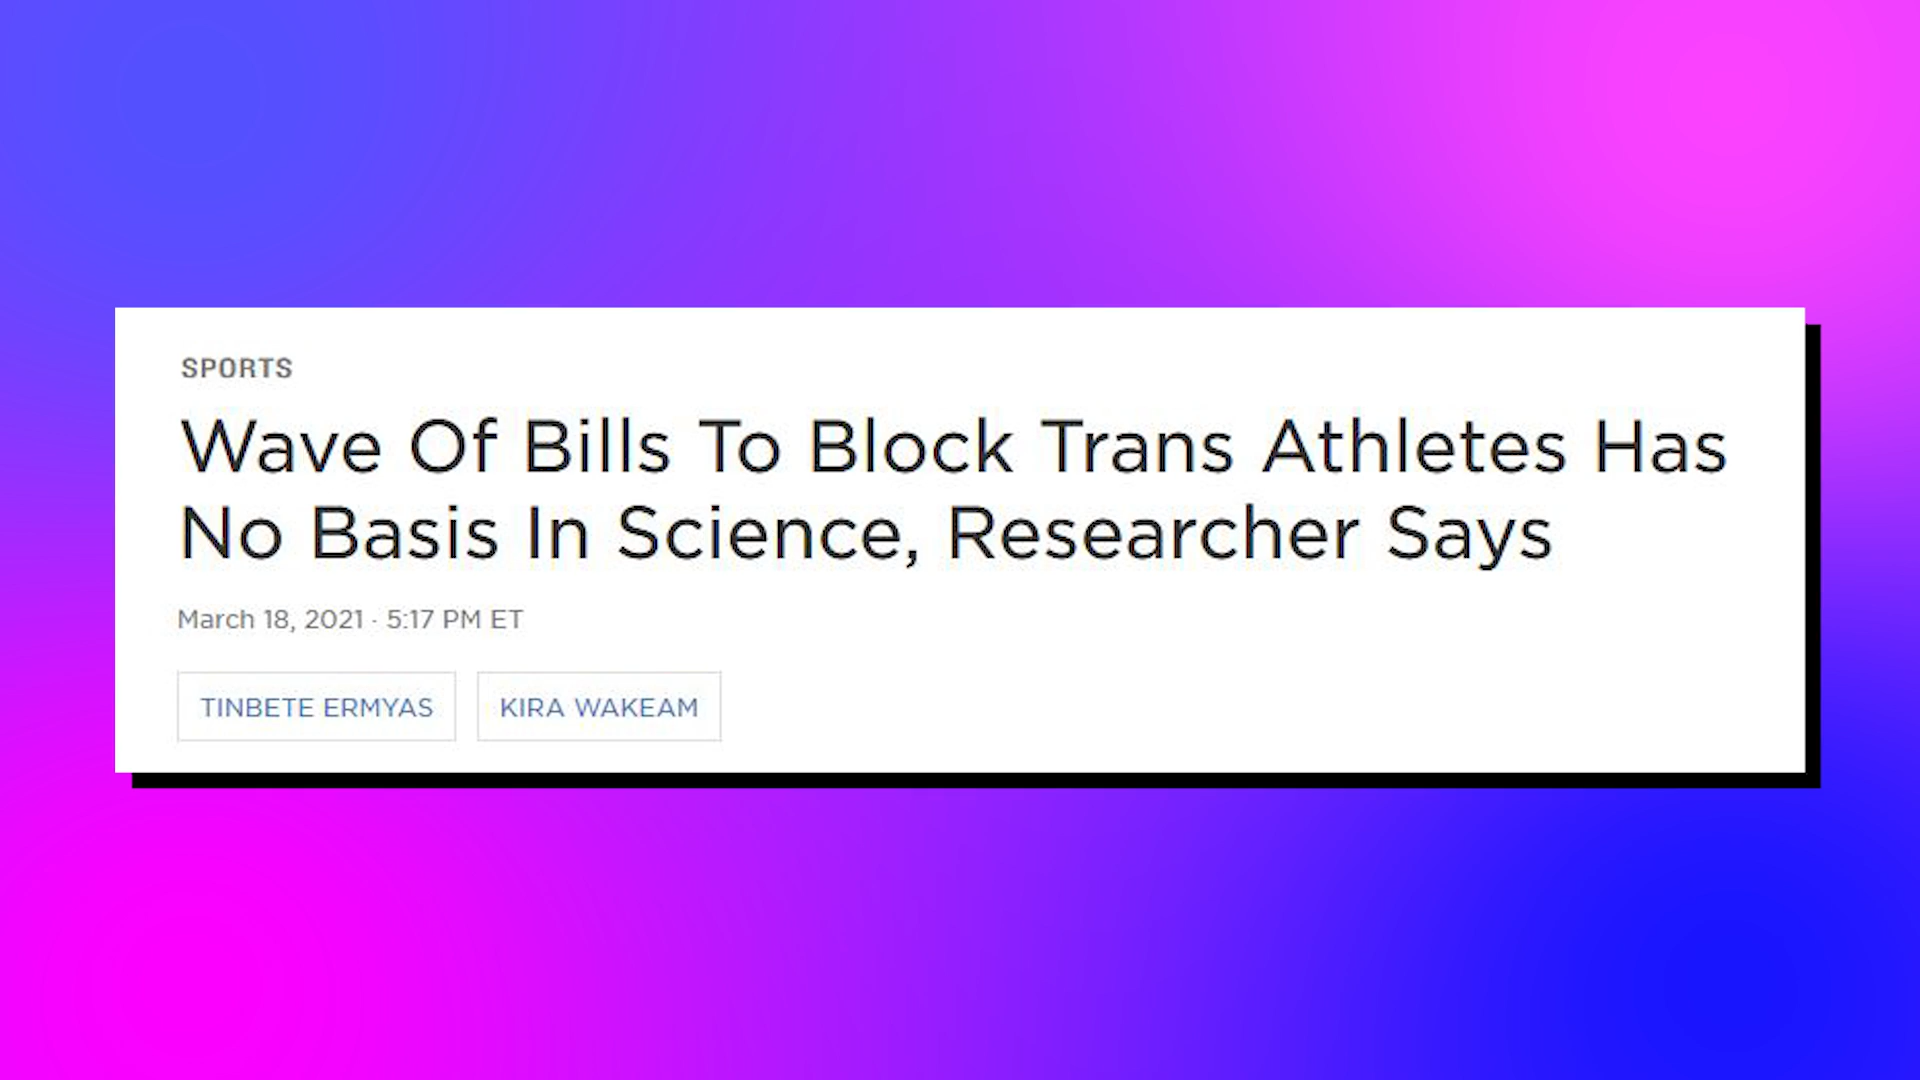 SPORTS
Wave Of Bills To Block Trans Athletes Has
No Basis In Science, Researcher Says
March 18, 2021 · 5:17 PM ET
TINBETE ERMYAS KIRA WAKEAM